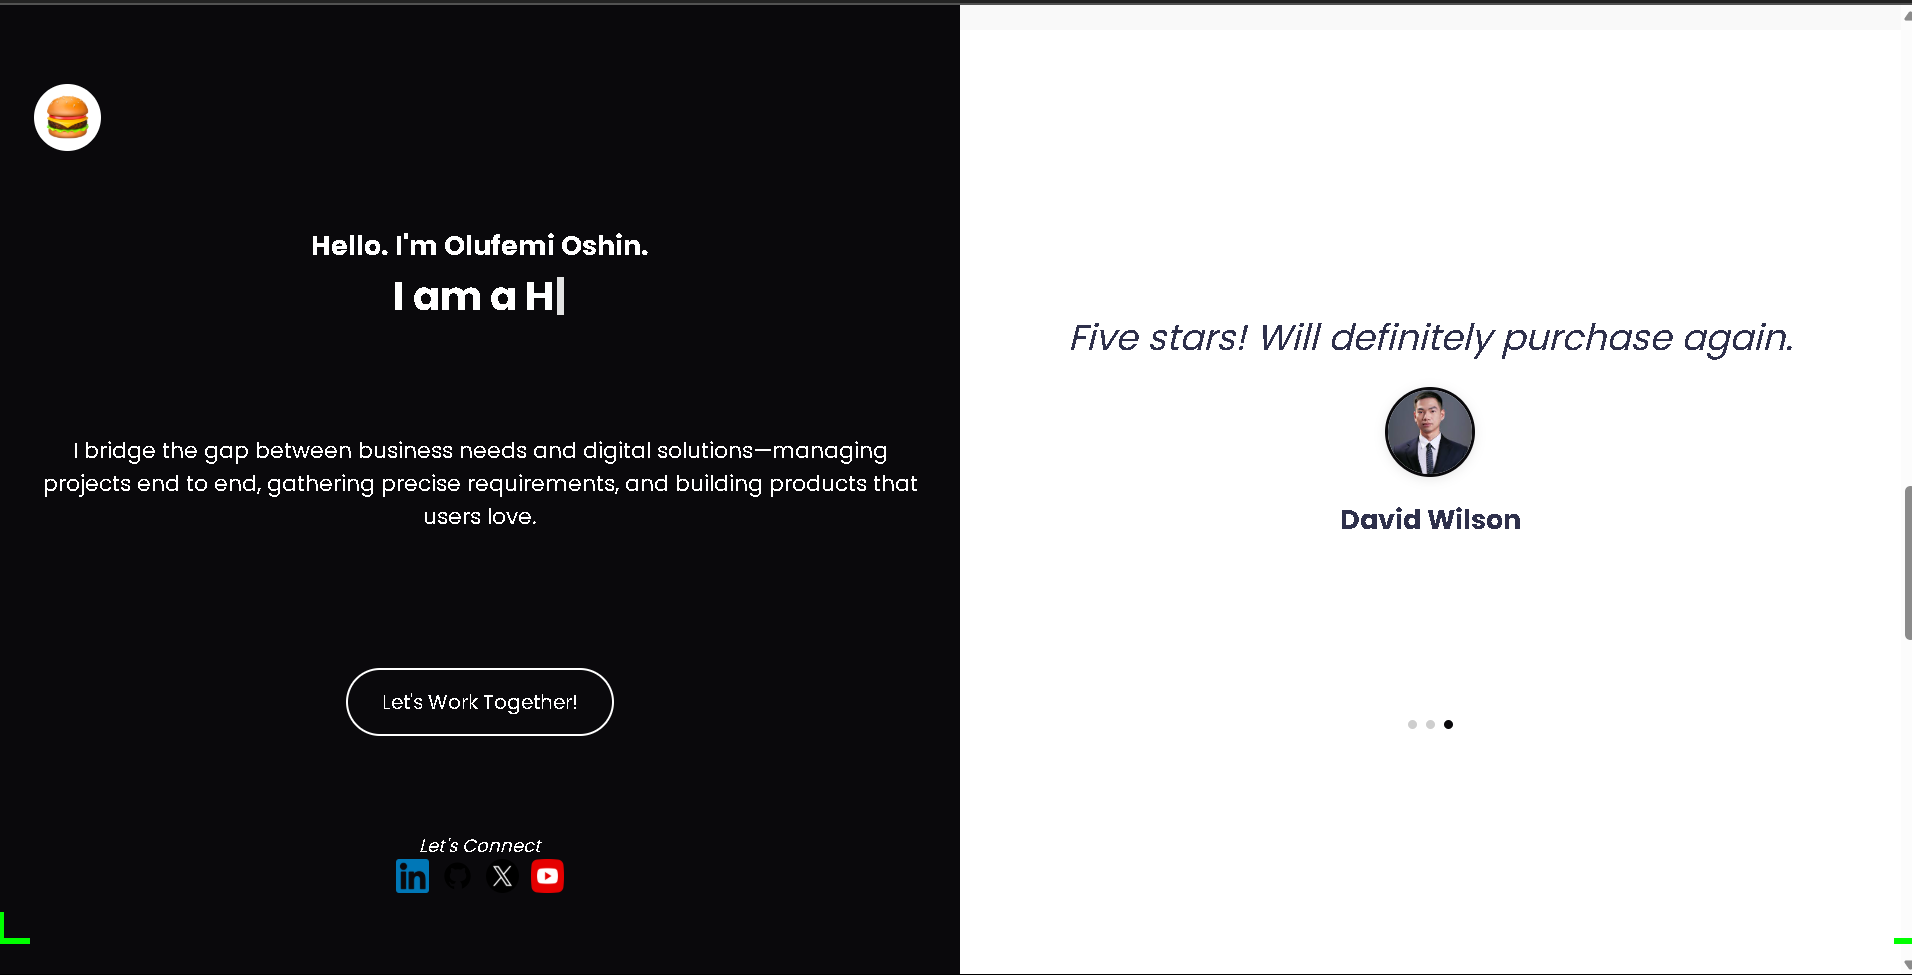 Hello. I'm Olufemi Oshin.
I am a H
I bridge the gap between business needs and digital solutions—managing
projects end to end, gathering precise requirements, and building products that
users love.
Let's Work Together!
Let's Connect
in
X
Five stars! Will definitely purchase again.
David Wilson